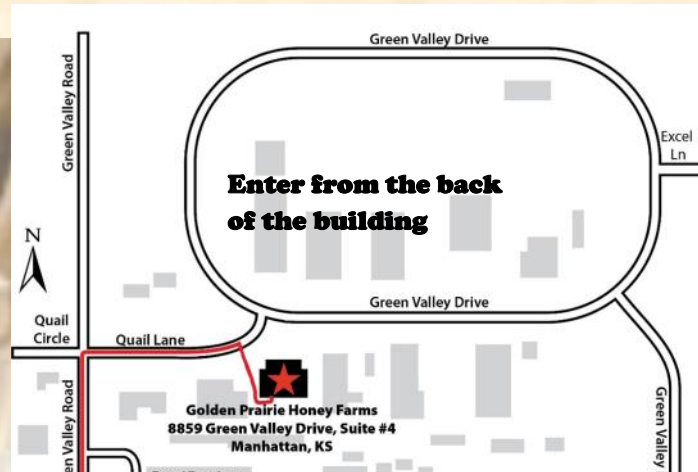 Green Valley Drive
Green Valley Road
Excel
Ln
Enter from the back
of the building
N
Green Valley Drive
Quail
Circle
Quail Lane
Golden Prairie Honey Farms
8859 Green Valley Drive, Suite #4
Manhattan, KS
Valley Road
Green Valley